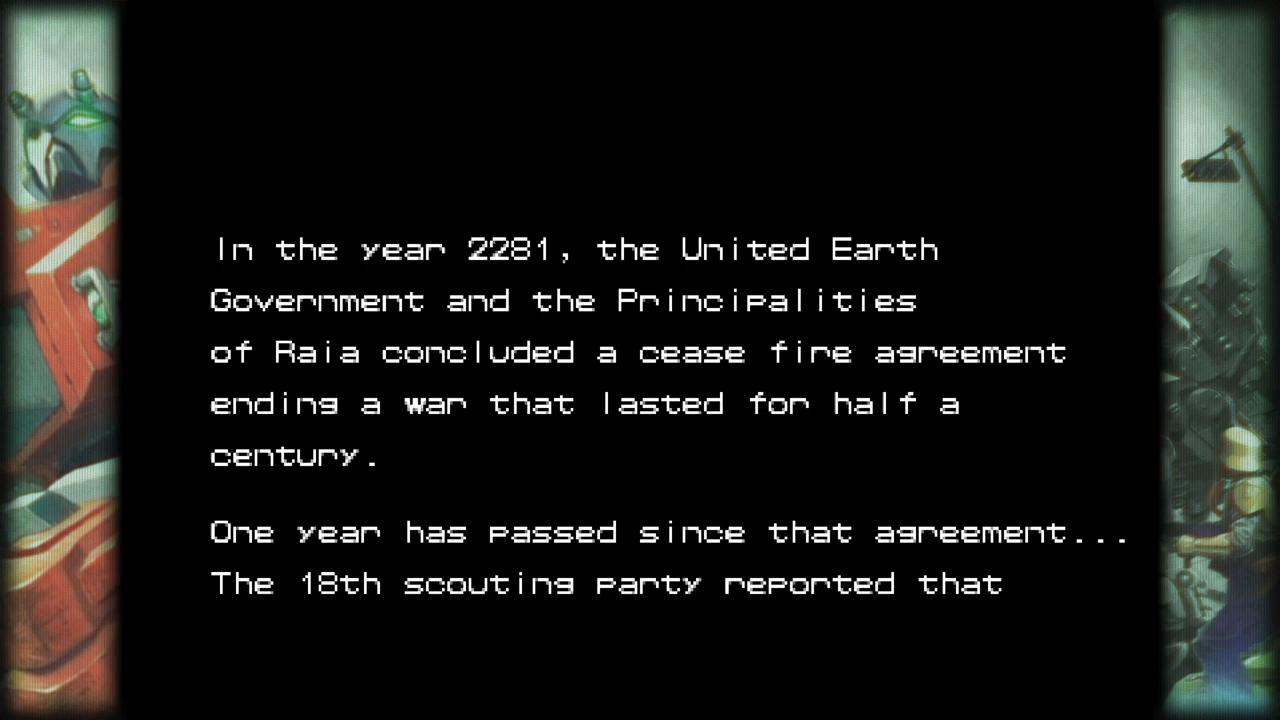 In the year 2281, the United Earth
Government and the Principalities
of Raia concluded a cease fire agreement
ending a war that lasted for half a
century.
One year has passed since that agreement...
The 18th scouting party reported that